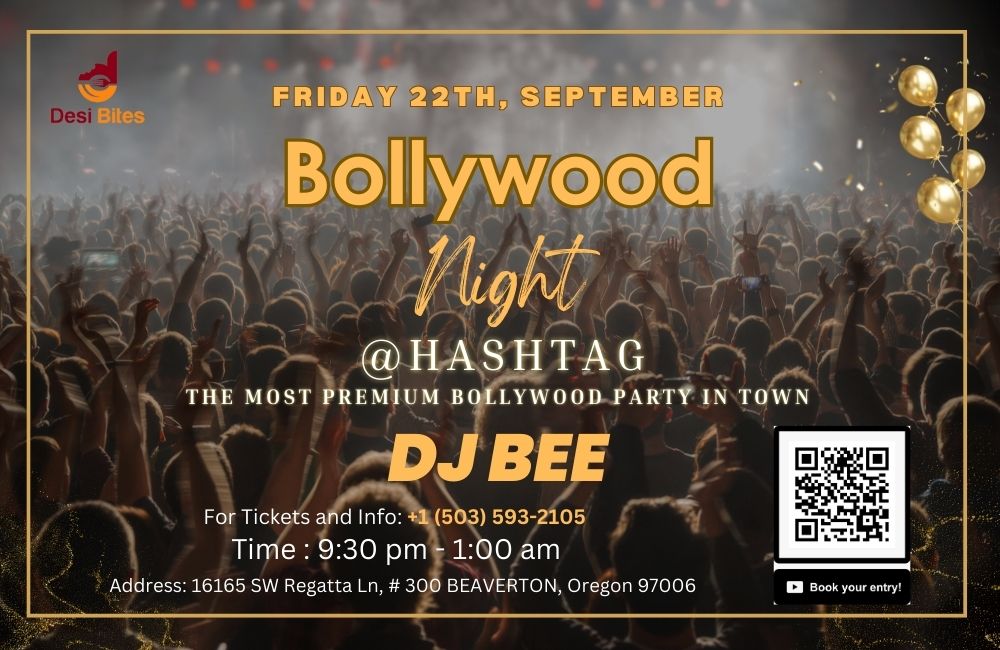 Desi Bites
FRIDAY 22TH, SEPTEMBER
Bollywood
Night
@HASHTAG
THE MOST PREMIUM BOLLYWOOD PARTY IN TOWN
DJ BEE
For Tickets and Info: +1 (503) 593-2105
Time : 9:30 pm - 1:00 am
Address: 16165 SW Regatta Ln, # 300 BEAVERTON, Oregon 97006
Book your entry!